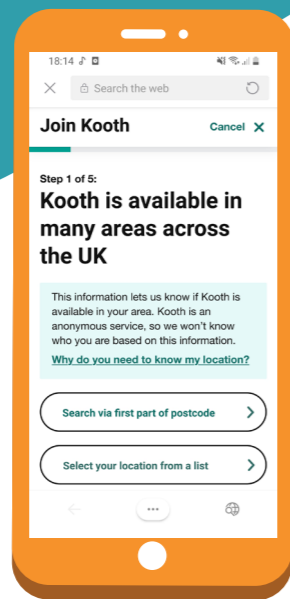 18:14
Search the web
Join Kooth
Cancel
Step 1 of 5:
Kooth is available in
many areas across
the UK
This information lets us know if Kooth is
available in your area. Kooth is an
anonymous service, so we won't know
who you are based on this information.
Why do you need to know my location?
Search via first part of postcode
Select your location from a list